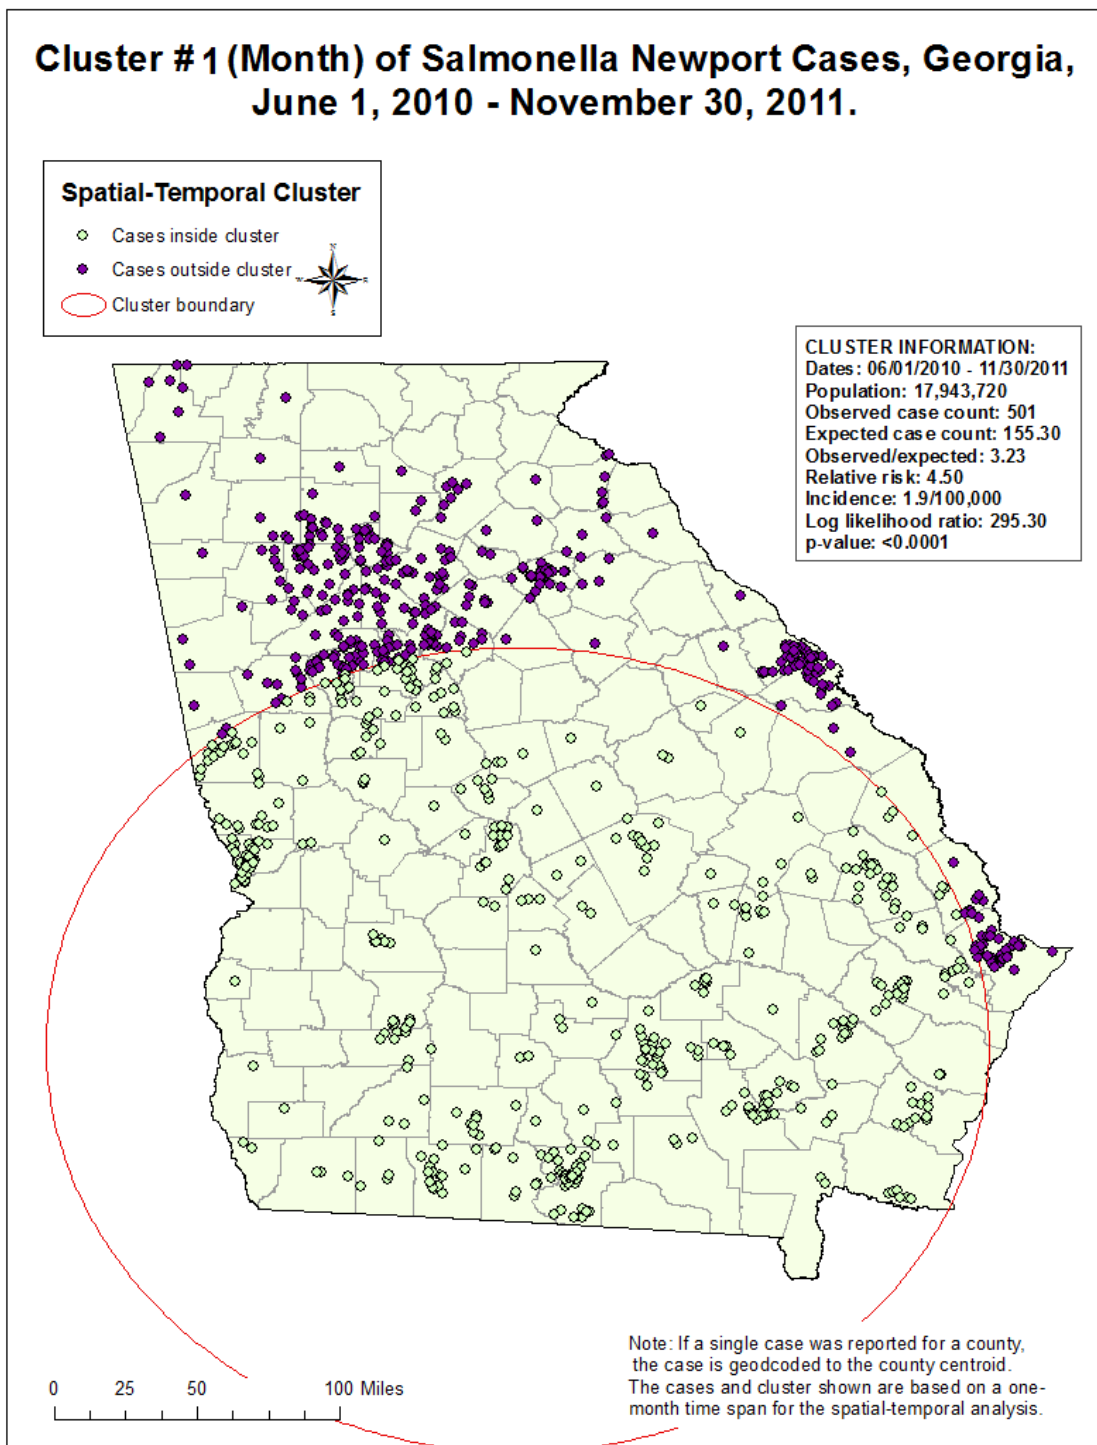 Cluster #1 (Month) of Salmonella Newport Cases, Georgia,
June 1, 2010 - November 30, 2011.
Spatial-Temporal Cluster
Cases inside cluster
Cases outside cluster
Cluster boundary
N
W
E
S
CLUSTER INFORMATION:
Dates: 06/01/2010 - 11/30/2011
Population: 17,943,720
Observed case count: 501
Expected case count: 155.30
Observed/expected: 3.23
Relative risk: 4.50
Incidence: 1.9/100,000
Log likelihood ratio: 295.30
p-value: <0.0001
Note: If a single case was reported for a county,
the case is geodcoded to the county centroid.
The cases and cluster shown are based on a one-
month time span for the spatial-temporal analysis.
0 25 50 100 Miles